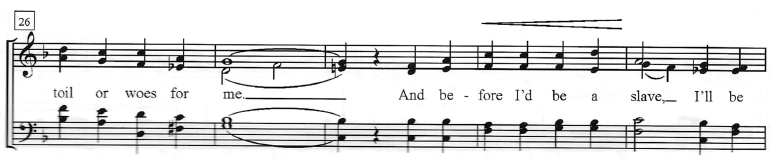 26
toil or woes for me. And be - fore I'd be a slave, I'll be